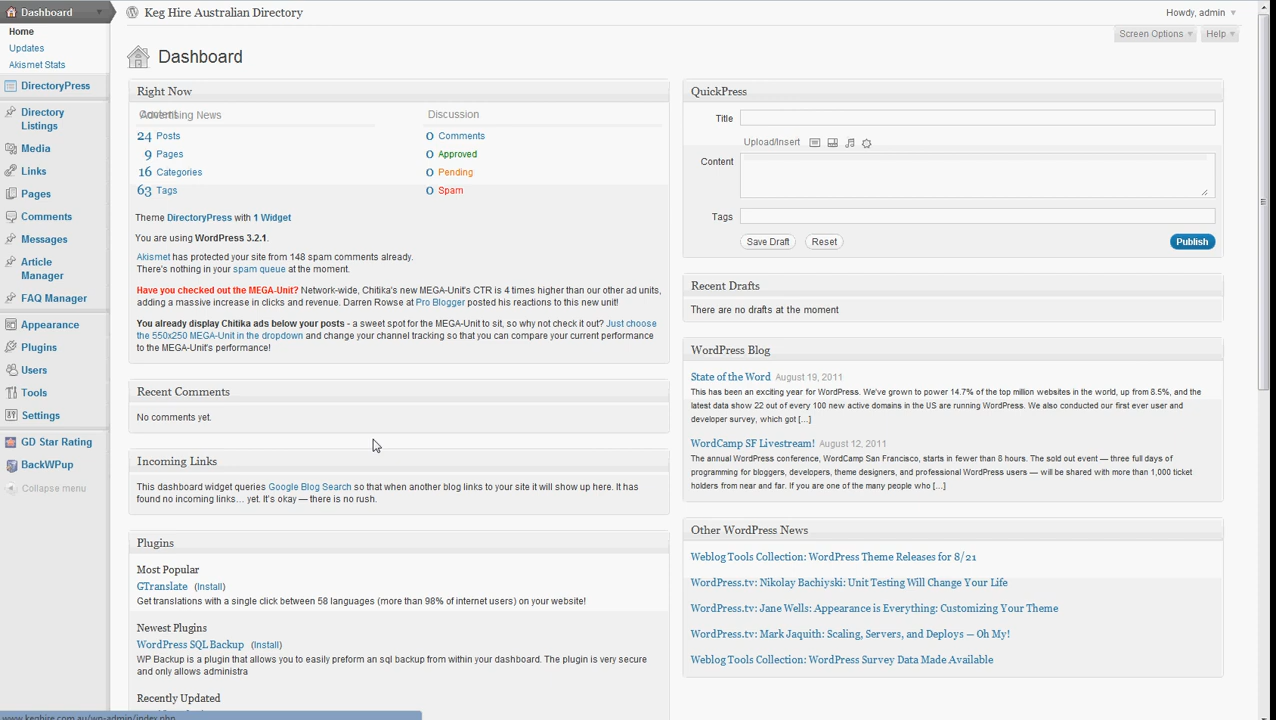 Dashboard
Keg Hire Australian Directory
Howdy, admin
Home
Updates
Akismet Stats
DirectoryPress
Directory
Listings
Media
Links
Pages
Comments
Messages
Article
Manager
FAQ Manager
Appearance
Plugins
Users
Tools
Settings
GD Star Rating
BackWPup
Collapse menu
Screen Options
Help
Dashboard
Right Now
Advertising News
Discussion
24 Posts
0 Comments
9 Pages
0 Approved
16 Categories
0 Pending
63 Tags
0 Spam
Theme DirectoryPress with 1 Widget
You are using WordPress 3.2.1.
Akismet has protected your site from 148 spam comments already.
There's nothing in your spam queue at the moment.
Have you checked out the MEGA-Unit? Network-wide, Chitika's new MEGA-Unit's CTR is 4 times higher than our other ad units,
adding a massive increase in clicks and revenue. Darren Rowse at Pro Blogger posted his reactions to this new unit!
You already display Chitika ads below your posts - a sweet spot for the MEGA-Unit to sit, so why not check it out? Just choose
the 550x250 MEGA-Unit in the dropdown and change your channel tracking so that you can compare your current performance
to the MEGA-Unit's performance!
Recent Comments
No comments yet.
Incoming Links
This dashboard widget queries Google Blog Search so that when another blog links to your site it will show up here. It has
found no incoming links… yet. It's okay — there is no rush.
Plugins
Most Popular
GTranslate (Install)
Get translations with a single click between 58 languages (more than 98% of internet users) on your website!
Newest Plugins
WordPress SQL Backup (Install)
WP Backup is a plugin that allows you to easily preform an sql backup from within your dashboard. The plugin is very secure
and only allows administra
Recently Updated
QuickPress
Title
Upload/Insert
Content
Tags
Save Draft
Reset
Publish
Recent Drafts
There are no drafts at the moment
WordPress Blog
State of the Word August 19, 2011
This has been an exciting year for WordPress. We've grown to power 14.7% of the top million websites in the world, up from 8.5%, and the
latest data show 22 out of every 100 new active domains in the US are running WordPress. We also conducted our first ever user and
developer survey, which got [...]
WordCamp SF Livestream! August 12, 2011
The annual WordPress conference, WordCamp San Francisco, starts in fewer than 8 hours. The sold out event — three full days of
programming for bloggers, developers, theme designers, and professional WordPress users — will be shared with more than 1,000 ticket
holders from near and far. If you are one of the many people who [...]
Other WordPress News
Weblog Tools Collection: WordPress Theme Releases for 8/21
WordPress.tv: Nikolay Bachiyski: Unit Testing Will Change Your Life
WordPress.tv: Jane Wells: Appearance is Everything: Customizing Your Theme
WordPress.tv: Mark Jaquith: Scaling, Servers, and Deploys — Oh My!
Weblog Tools Collection: WordPress Survey Data Made Available
www.keghire.com.au/wp-admin/index.php